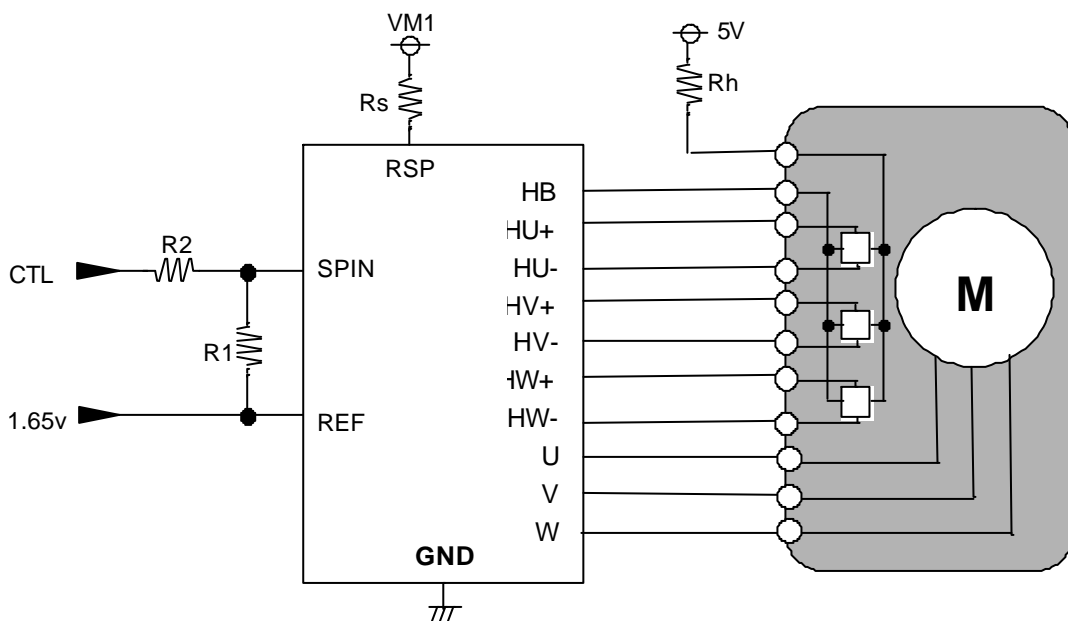 VM1
5V
Rs
Rh
RSP
HB
HU+
R2
CTL
SPIN
HU-
HV+
R1
HV-
HW+
1.65v
REF
HW-
U
V
W
GND
M